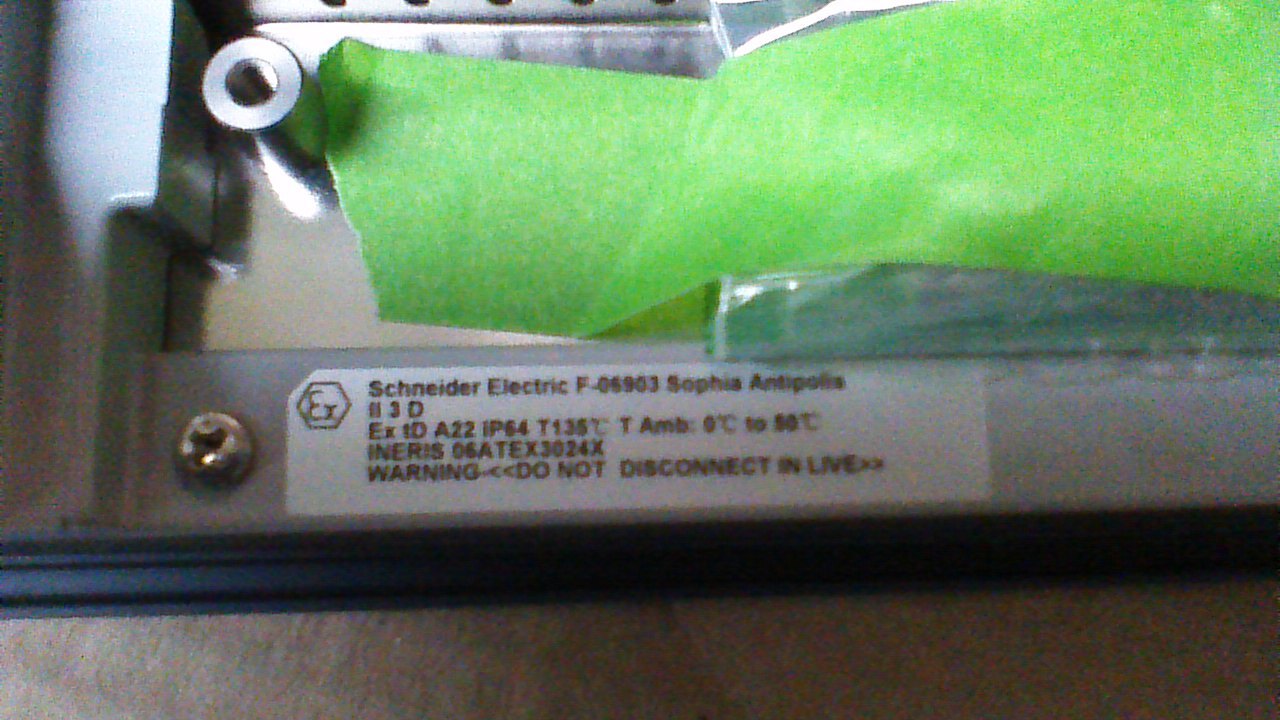 Ex
Schneider Electric F-06903 Sophia Antipolis
II 3 D
Ex tD A22 IP64 T135℃ T Amb: 0℃ to 50℃
INERIS 06ATEX3024X
WARNING-<<DO NOT DISCONNECT IN LIVE>>